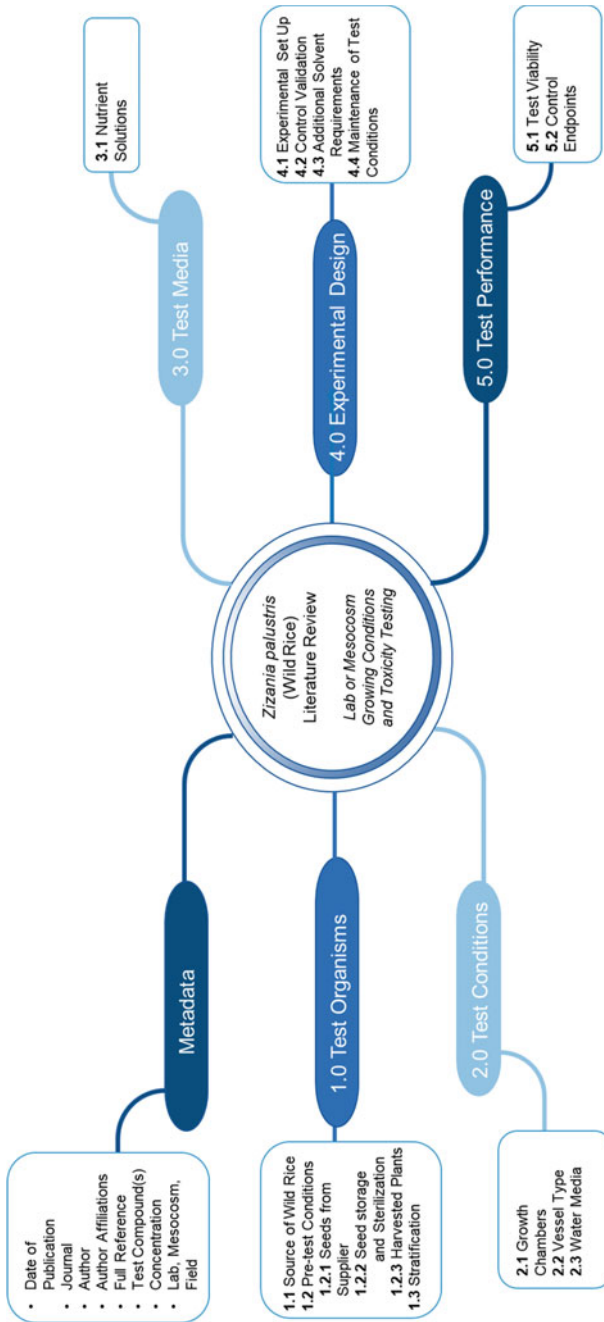 Zizania palustris
(Wild Rice)
Literature Review
Lab or Mesocosm
Growing Conditions
and Toxicity Testing
Metadata
• Date of
Publication
• Journal
• Author
• Author Affiliations
• Full Reference
• Test Compound(s)
• Concentration
• Lab, Mesocosm,
Field
1.0 Test Organisms
1.1 Source of Wild Rice
1.2 Pre-test Conditions
1.2.1 Seeds from
Supplier
1.2.2 Seed storage
and Sterilization
1.2.3 Harvested Plants
1.3 Stratification
2.0 Test Conditions
2.1 Growth
Chambers
2.2 Vessel Type
2.3 Water Media
3.0 Test Media
3.1 Nutrient
Solutions
4.0 Experimental Design
4.1 Experimental Set Up
4.2 Control Validation
4.3 Additional Solvent
Requirements
4.4 Maintenance of Test
Conditions
5.0 Test Performance
5.1 Test Viability
5.2 Control
Endpoints